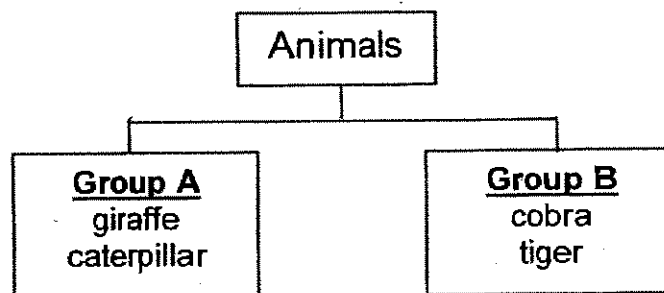 Animals
Group A
giraffe
caterpillar
Group B
cobra
tiger